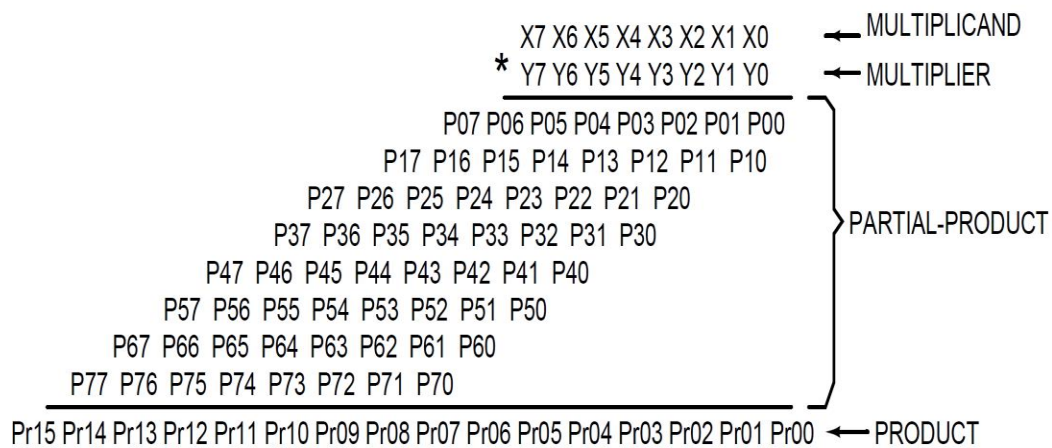 X7 X6 X5 X4 X3 X2 X1 X0 MULTIPLICAND
* Y7 Y6 Y5 Y4 Y3 Y2 Y1 Y0 MULTIPLIER
P07 P06 P05 P04 P03 P02 P01 P00
P17 P16 P15 P14 P13 P12 P11 P10
P27 P26 P25 P24 P23 P22 P21 P20
P37 P36 P35 P34 P33 P32 P31 P30
PARTIAL-PRODUCT
P47 P46 P45 P44 P43 P42 P41 P40
P57 P56 P55 P54 P53 P52 P51 P50
P67 P66 P65 P64 P63 P62 P61 P60
P77 P76 P75 P74 P73 P72 P71 P70
Pr15 Pr14 Pr13 Pr12 Pr11 Pr10 Pr09 Pr08 Pr07 Pr06 Pr05 Pr04 Pr03 Pr02 Pr01 Pr00 PRODUCT